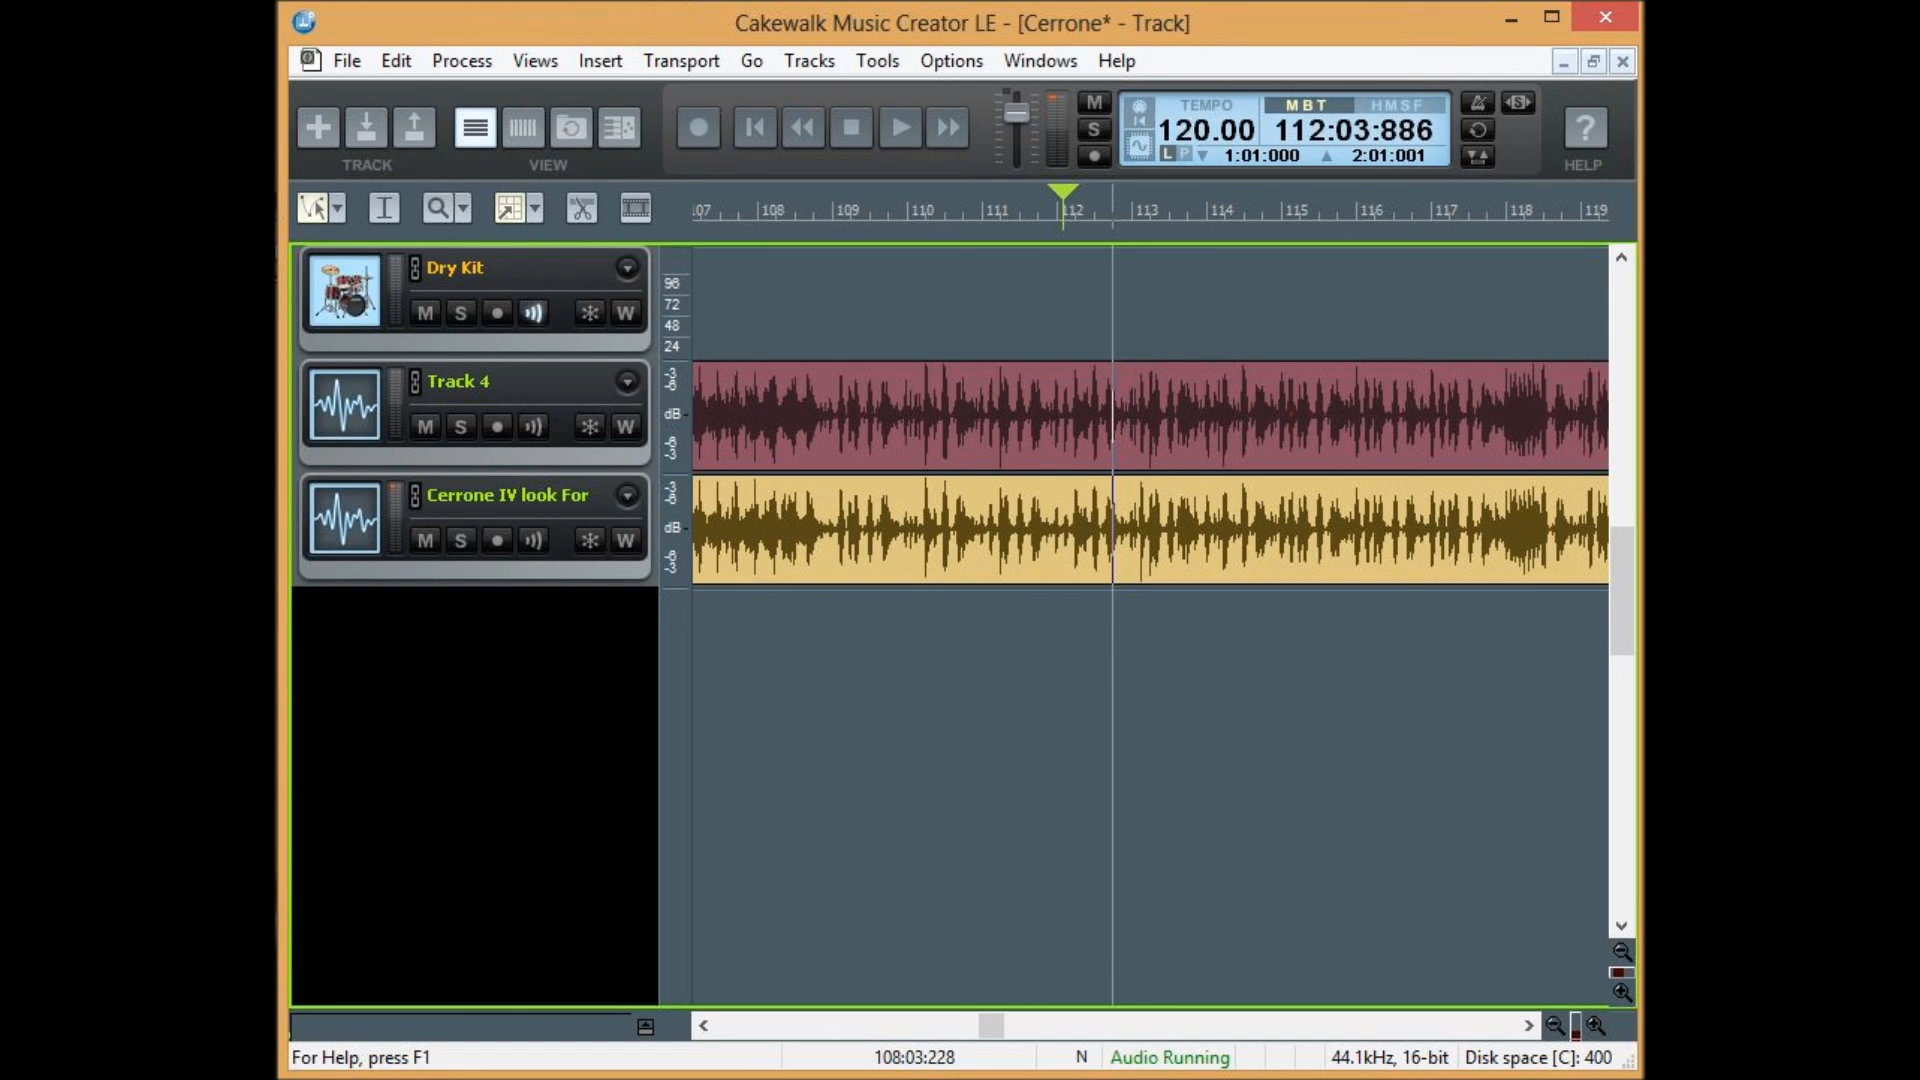 Cakewalk Music Creator LE - [Cerrone* - Track]
File Edit Process Views Insert Transport Go Tracks Tools Options Windows Help
TRACK VIEW
M
S
TEMPO MBT HMSF
120.00 112:03:886
L P 1:01:000 2:01:001
S
?
HELP
107 108 109 110 111 112 113 114 115 116 117 118 119
Dry Kit
M S W
96
72
48
24
Track 4
M S W
-3
-6
dB -
-6
-3
Cerrone IV look For
M S W
-3
-6
dB -
-6
-3
For Help, press F1 108:03:228 N Audio Running 44.1kHz, 16-bit Disk space [C]: 400